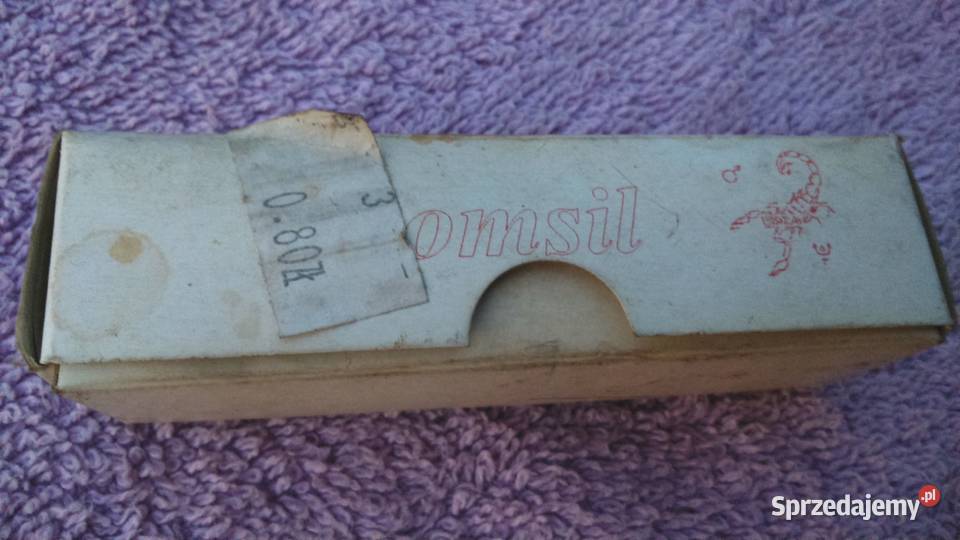 3 -
0.80zł
omsil
Sprzedajemy.pl